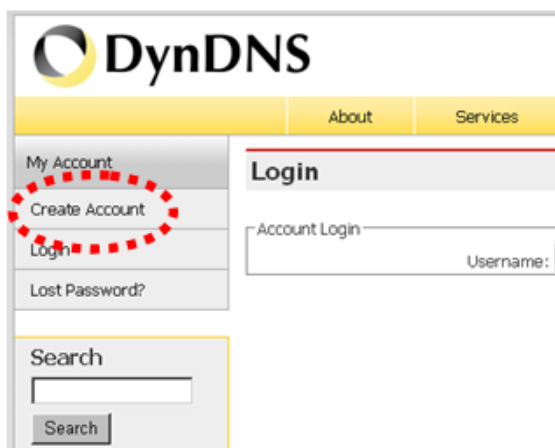 DynDNS
About Services
My Account
Create Account
Login
Lost Password?
Login
Account Login
Username:
Search
Search